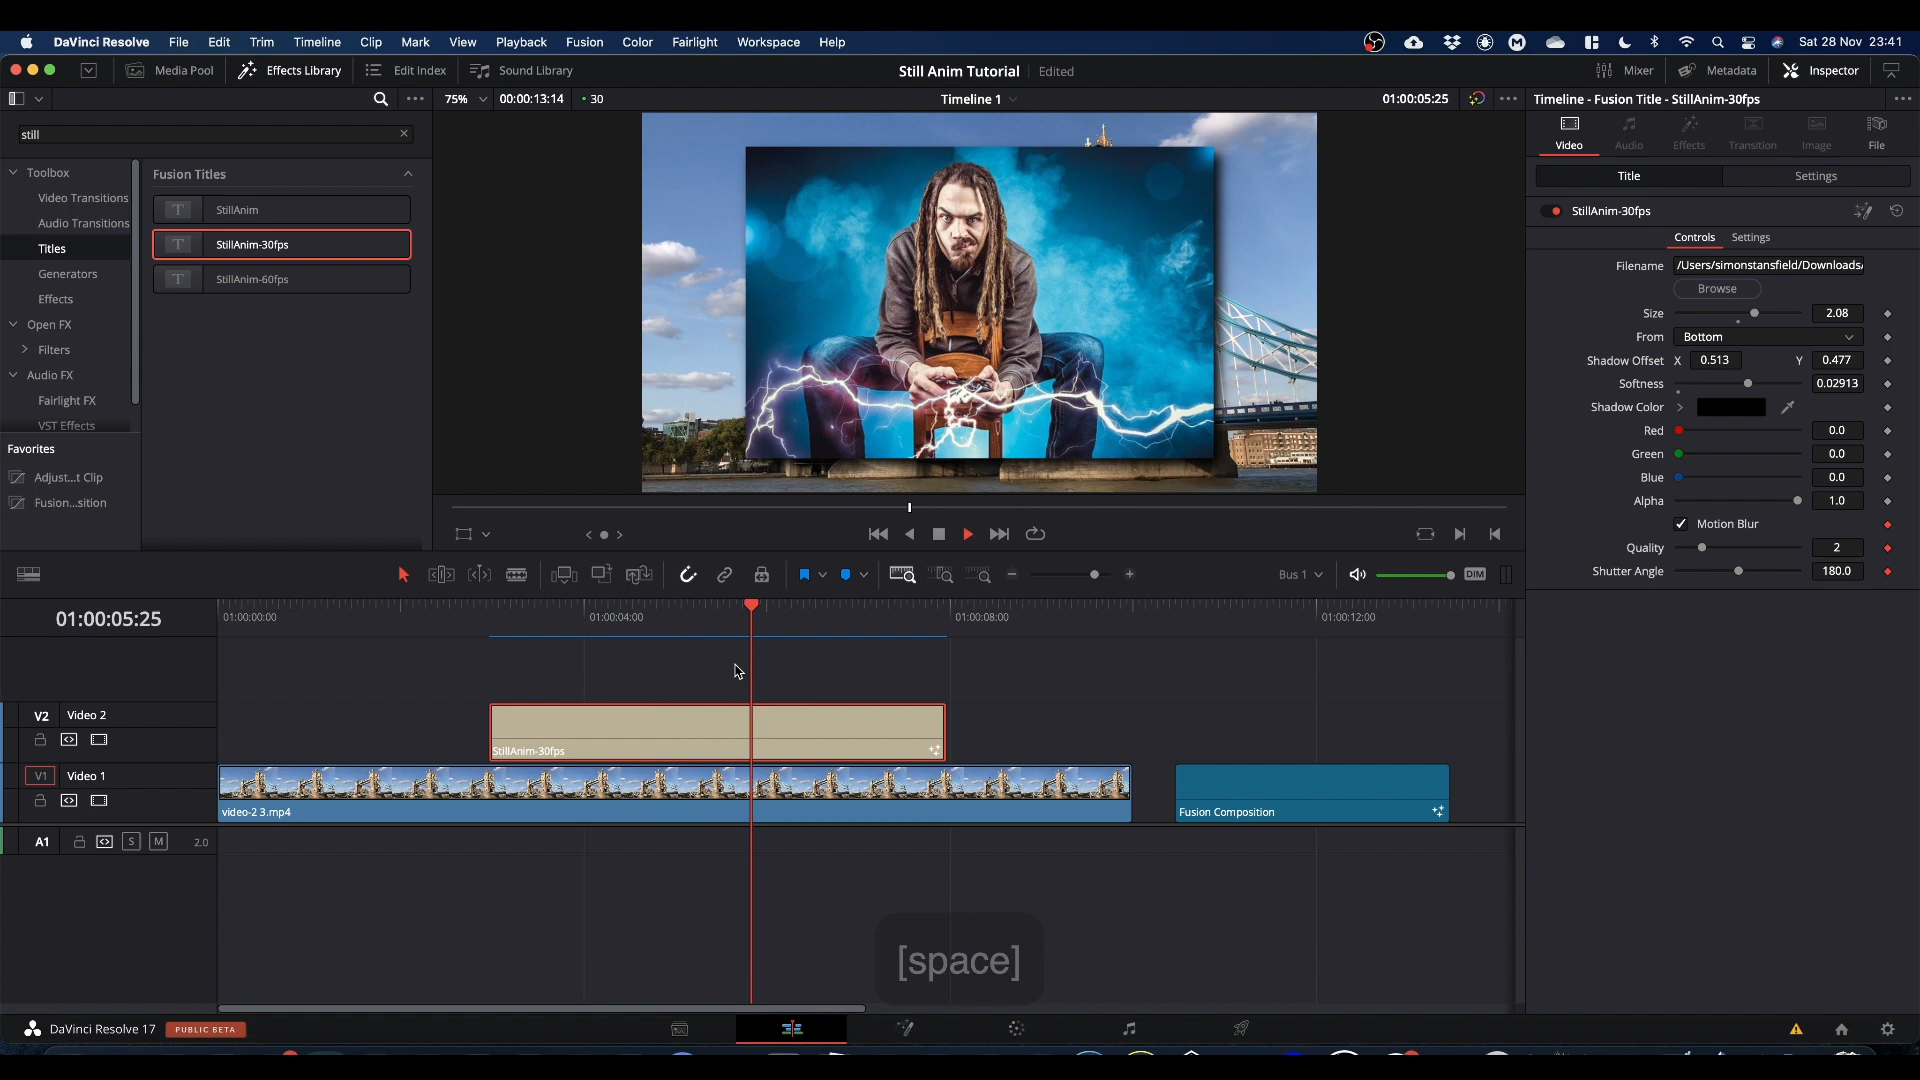 DaVinci Resolve File Edit Trim Timeline Clip Mark View Playback Fusion Color Fairlight Workspace Help Sat 28 Nov 23:41
Media Pool Effects Library Edit Index Sound Library Still Anim Tutorial Edited Mixer Metadata Inspector
75% 00:00:13:14 30 Timeline 1 01:00:05:25 Timeline - Fusion Title - StillAnim-30fps
still
Video Audio Effects Transition Image File
Toolbox
Video Transitions
Audio Transitions
Titles
Generators
Effects
Open FX
Filters
Audio FX
Fairlight FX
VST Effects
Favorites
Adjust...t Clip
Fusion...sition
Fusion Titles
T StillAnim
T StillAnim-30fps
T StillAnim-60fps
Title Settings
StillAnim-30fps
Controls Settings
Filename /Users/simonstansfield/Downloads/
Browse
Size 2.08
From Bottom
Shadow Offset X 0.513 Y 0.477
Softness 0.02913
Shadow Color
Red 0.0
Green 0.0
Blue 0.0
Alpha 1.0
Motion Blur
Quality 2
Shutter Angle 180.0
Bus 1 DIM
01:00:05:25 01:00:00:00 01:00:04:00 01:00:08:00 01:00:12:00
V2 Video 2
StillAnim-30fps
V1 Video 1
video-2 3.mp4 Fusion Composition
A1 S M 2.0
[space]
DaVinci Resolve 17 PUBLIC BETA